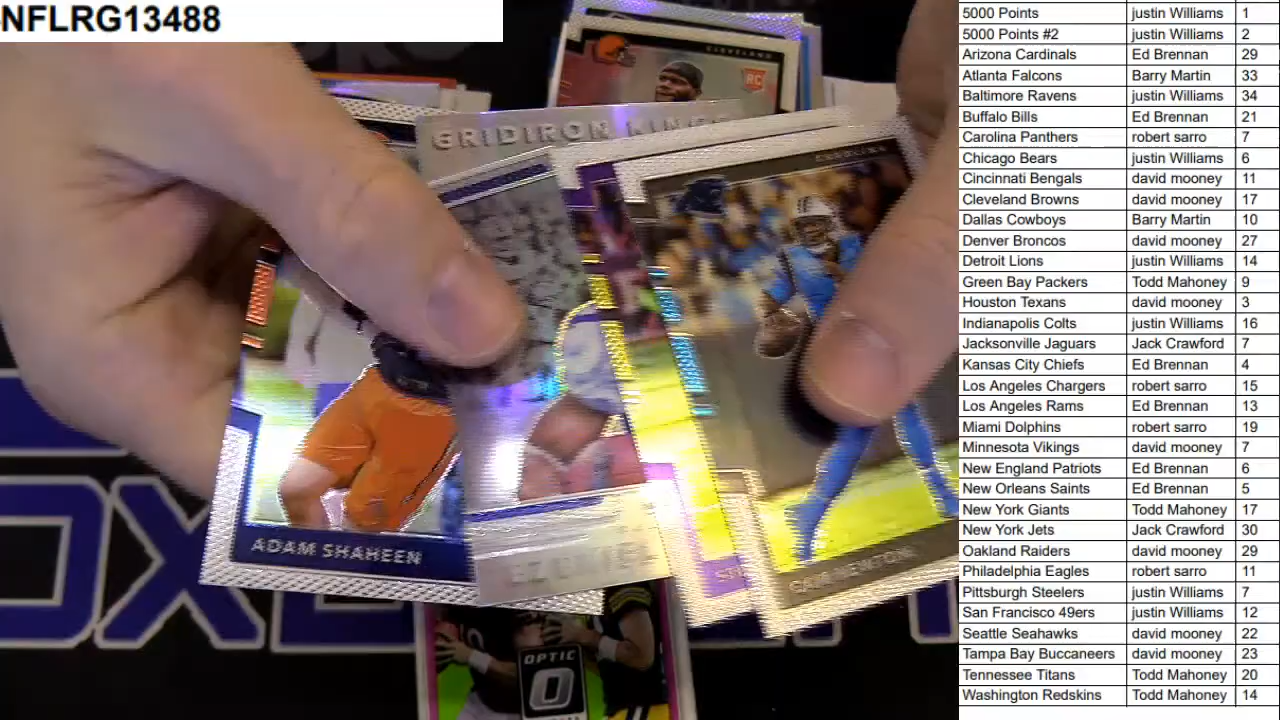 NFLRG13488
CLEVELAND
RC
GRIDIRON KINGS
CAROLINA
ADAM SHAHEEN
CAM NEWTON
OPTIC
5000 Points justin Williams 1
5000 Points #2 justin Williams 2
Arizona Cardinals Ed Brennan 29
Atlanta Falcons Barry Martin 33
Baltimore Ravens justin Williams 34
Buffalo Bills Ed Brennan 21
Carolina Panthers robert sarro 7
Chicago Bears justin Williams 6
Cincinnati Bengals david mooney 11
Cleveland Browns david mooney 17
Dallas Cowboys Barry Martin 10
Denver Broncos david mooney 27
Detroit Lions justin Williams 14
Green Bay Packers Todd Mahoney 9
Houston Texans david mooney 3
Indianapolis Colts justin Williams 16
Jacksonville Jaguars Jack Crawford 7
Kansas City Chiefs Ed Brennan 4
Los Angeles Chargers robert sarro 15
Los Angeles Rams Ed Brennan 13
Miami Dolphins robert sarro 19
Minnesota Vikings david mooney 7
New England Patriots Ed Brennan 6
New Orleans Saints Ed Brennan 5
New York Giants Todd Mahoney 17
New York Jets Jack Crawford 30
Oakland Raiders david mooney 29
Philadelphia Eagles robert sarro 11
Pittsburgh Steelers justin Williams 7
San Francisco 49ers justin Williams 12
Seattle Seahawks david mooney 22
Tampa Bay Buccaneers david mooney 23
Tennessee Titans Todd Mahoney 20
Washington Redskins Todd Mahoney 14